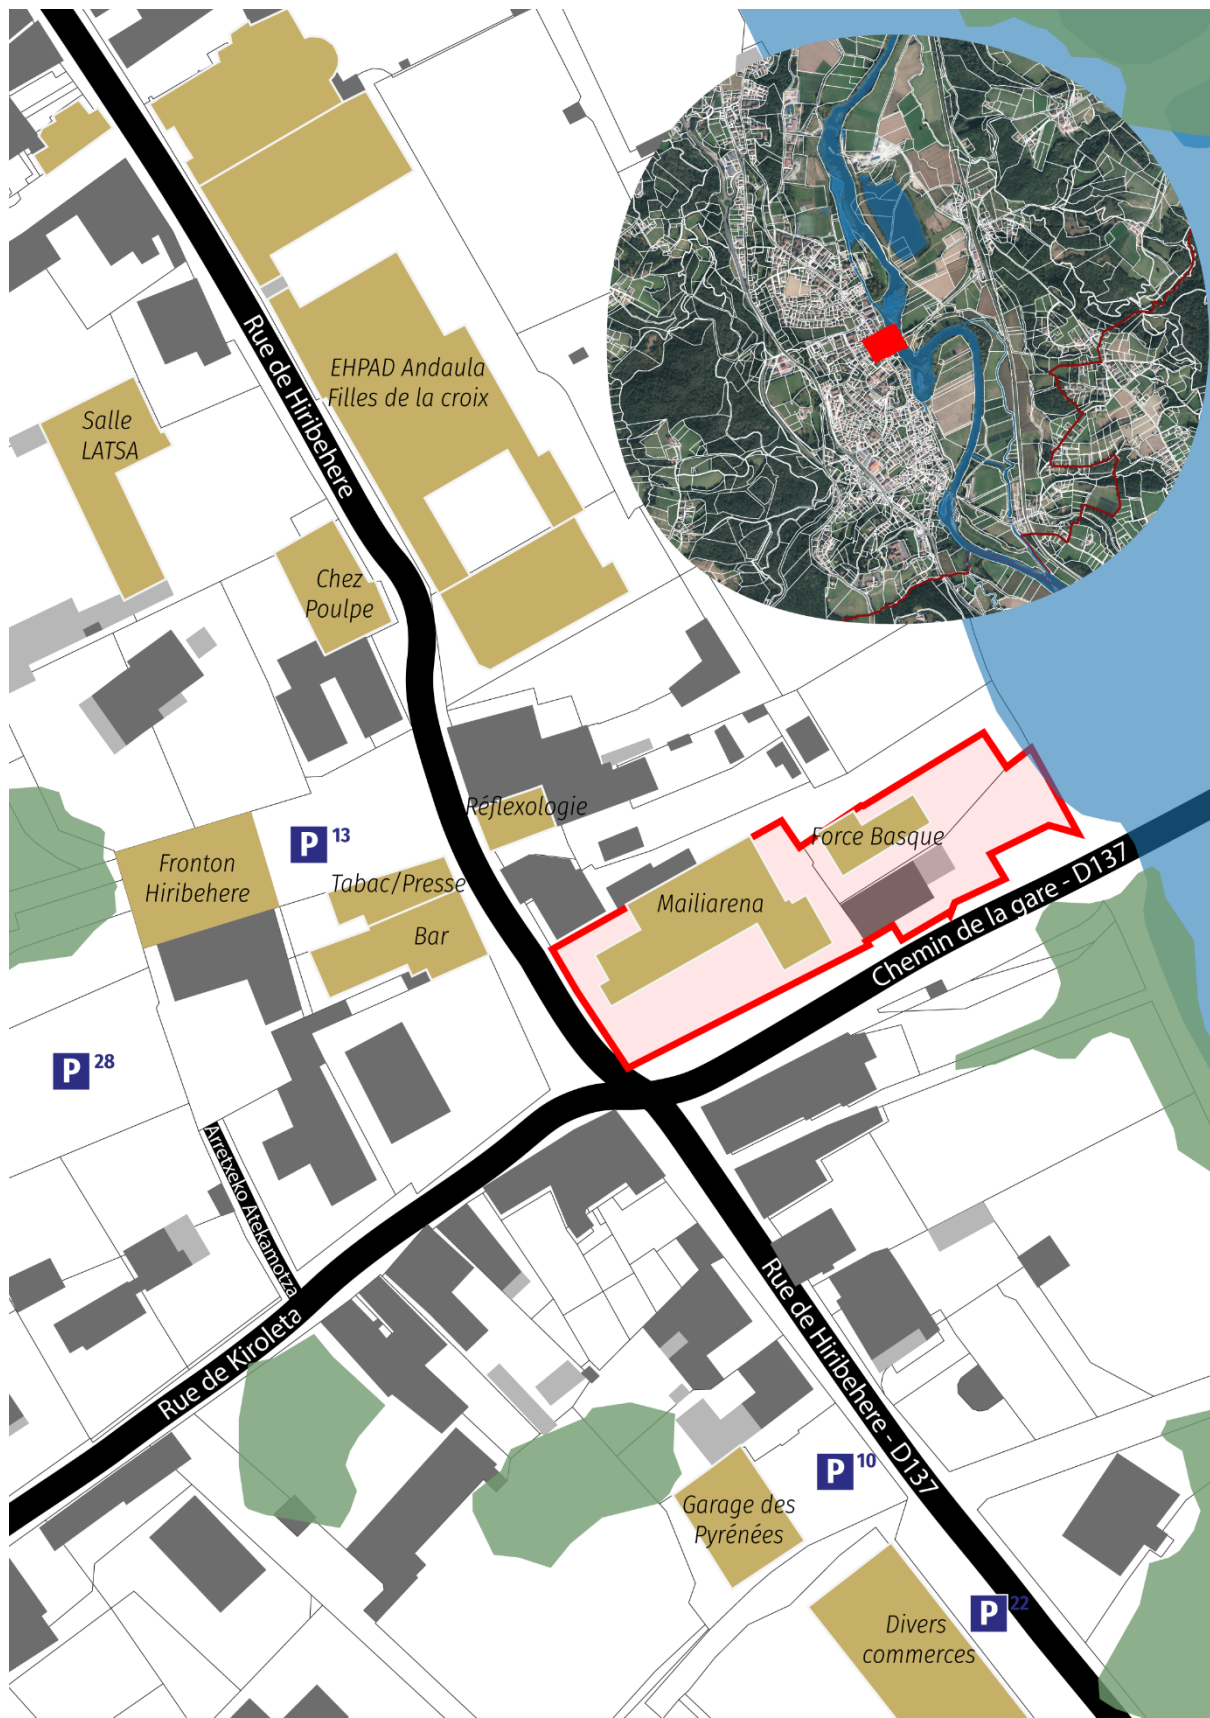 Rue de Hiribehere
EHPAD Andaula
Filles de la croix
Salle
LATSA
Chez
Poulpe
Réflexologie
P 13
Fronton
Hiribehere
Tabac/Presse
Bar
Force Basque
Mailiarena
Chemin de la gare - D137
P 28
Arretxeko Atekamotza
Rue de Kiroleta
Rue de Hiribehere - D137
P 10
Garage des
Pyrénées
P 22
Divers
commerces